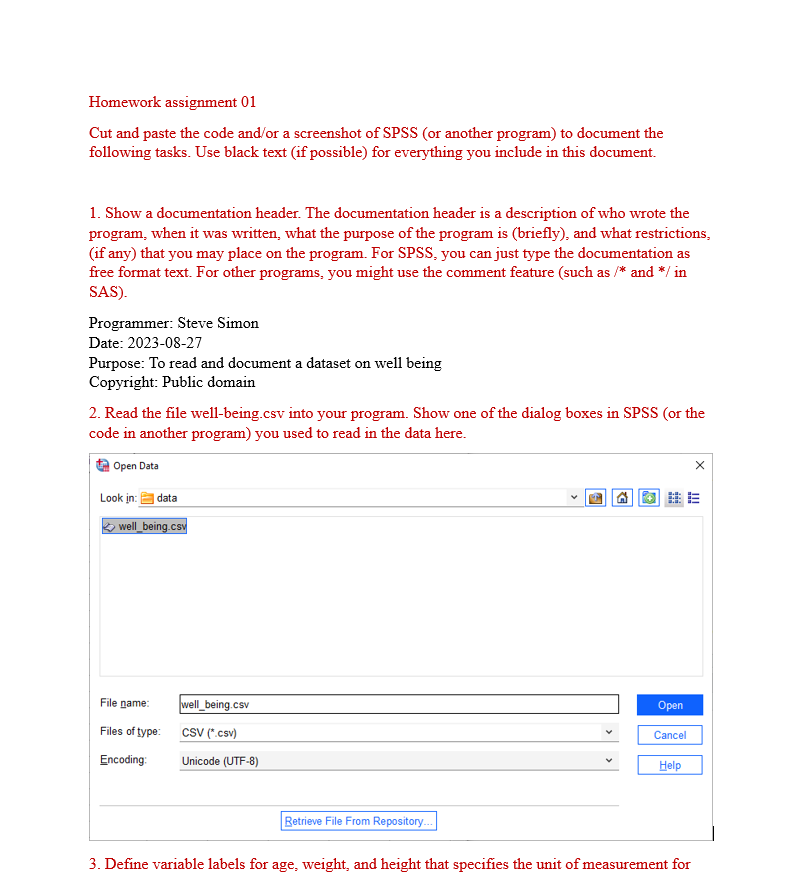 Homework assignment 01
Cut and paste the code and/or a screenshot of SPSS (or another program) to document the
following tasks. Use black text (if possible) for everything you include in this document.
1. Show a documentation header. The documentation header is a description of who wrote the
program, when it was written, what the purpose of the program is (briefly), and what restrictions,
(if any) that you may place on the program. For SPSS, you can just type the documentation as
free format text. For other programs, you might use the comment feature (such as /* and */ in
SAS).
Programmer: Steve Simon
Date: 2023-08-27
Purpose: To read and document a dataset on well being
Copyright: Public domain
2. Read the file well-being.csv into your program. Show one of the dialog boxes in SPSS (or the
code in another program) you used to read in the data here.
Open Data
Look in: data
well_being.csv
File name: well_being.csv Open
Files of type: CSV (*.csv) Cancel
Encoding: Unicode (UTF-8) Help
Retrieve File From Repository...
3. Define variable labels for age, weight, and height that specifies the unit of measurement for